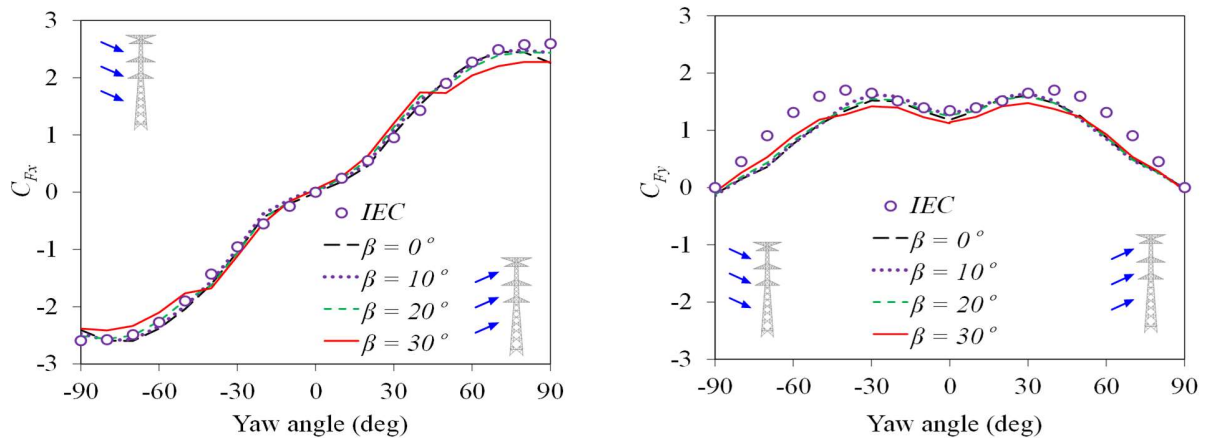 3
2
1
0
-1
-2
-3
C_Fx
IEC
β = 0°
β = 10°
β = 20°
β = 30°
-90 -60 -30 0 30 60 90
Yaw angle (deg)
3
2
1
0
-1
-2
-3
C_Fy
IEC
β = 0°
β = 10°
β = 20°
β = 30°
-90 -60 -30 0 30 60 90
Yaw angle (deg)